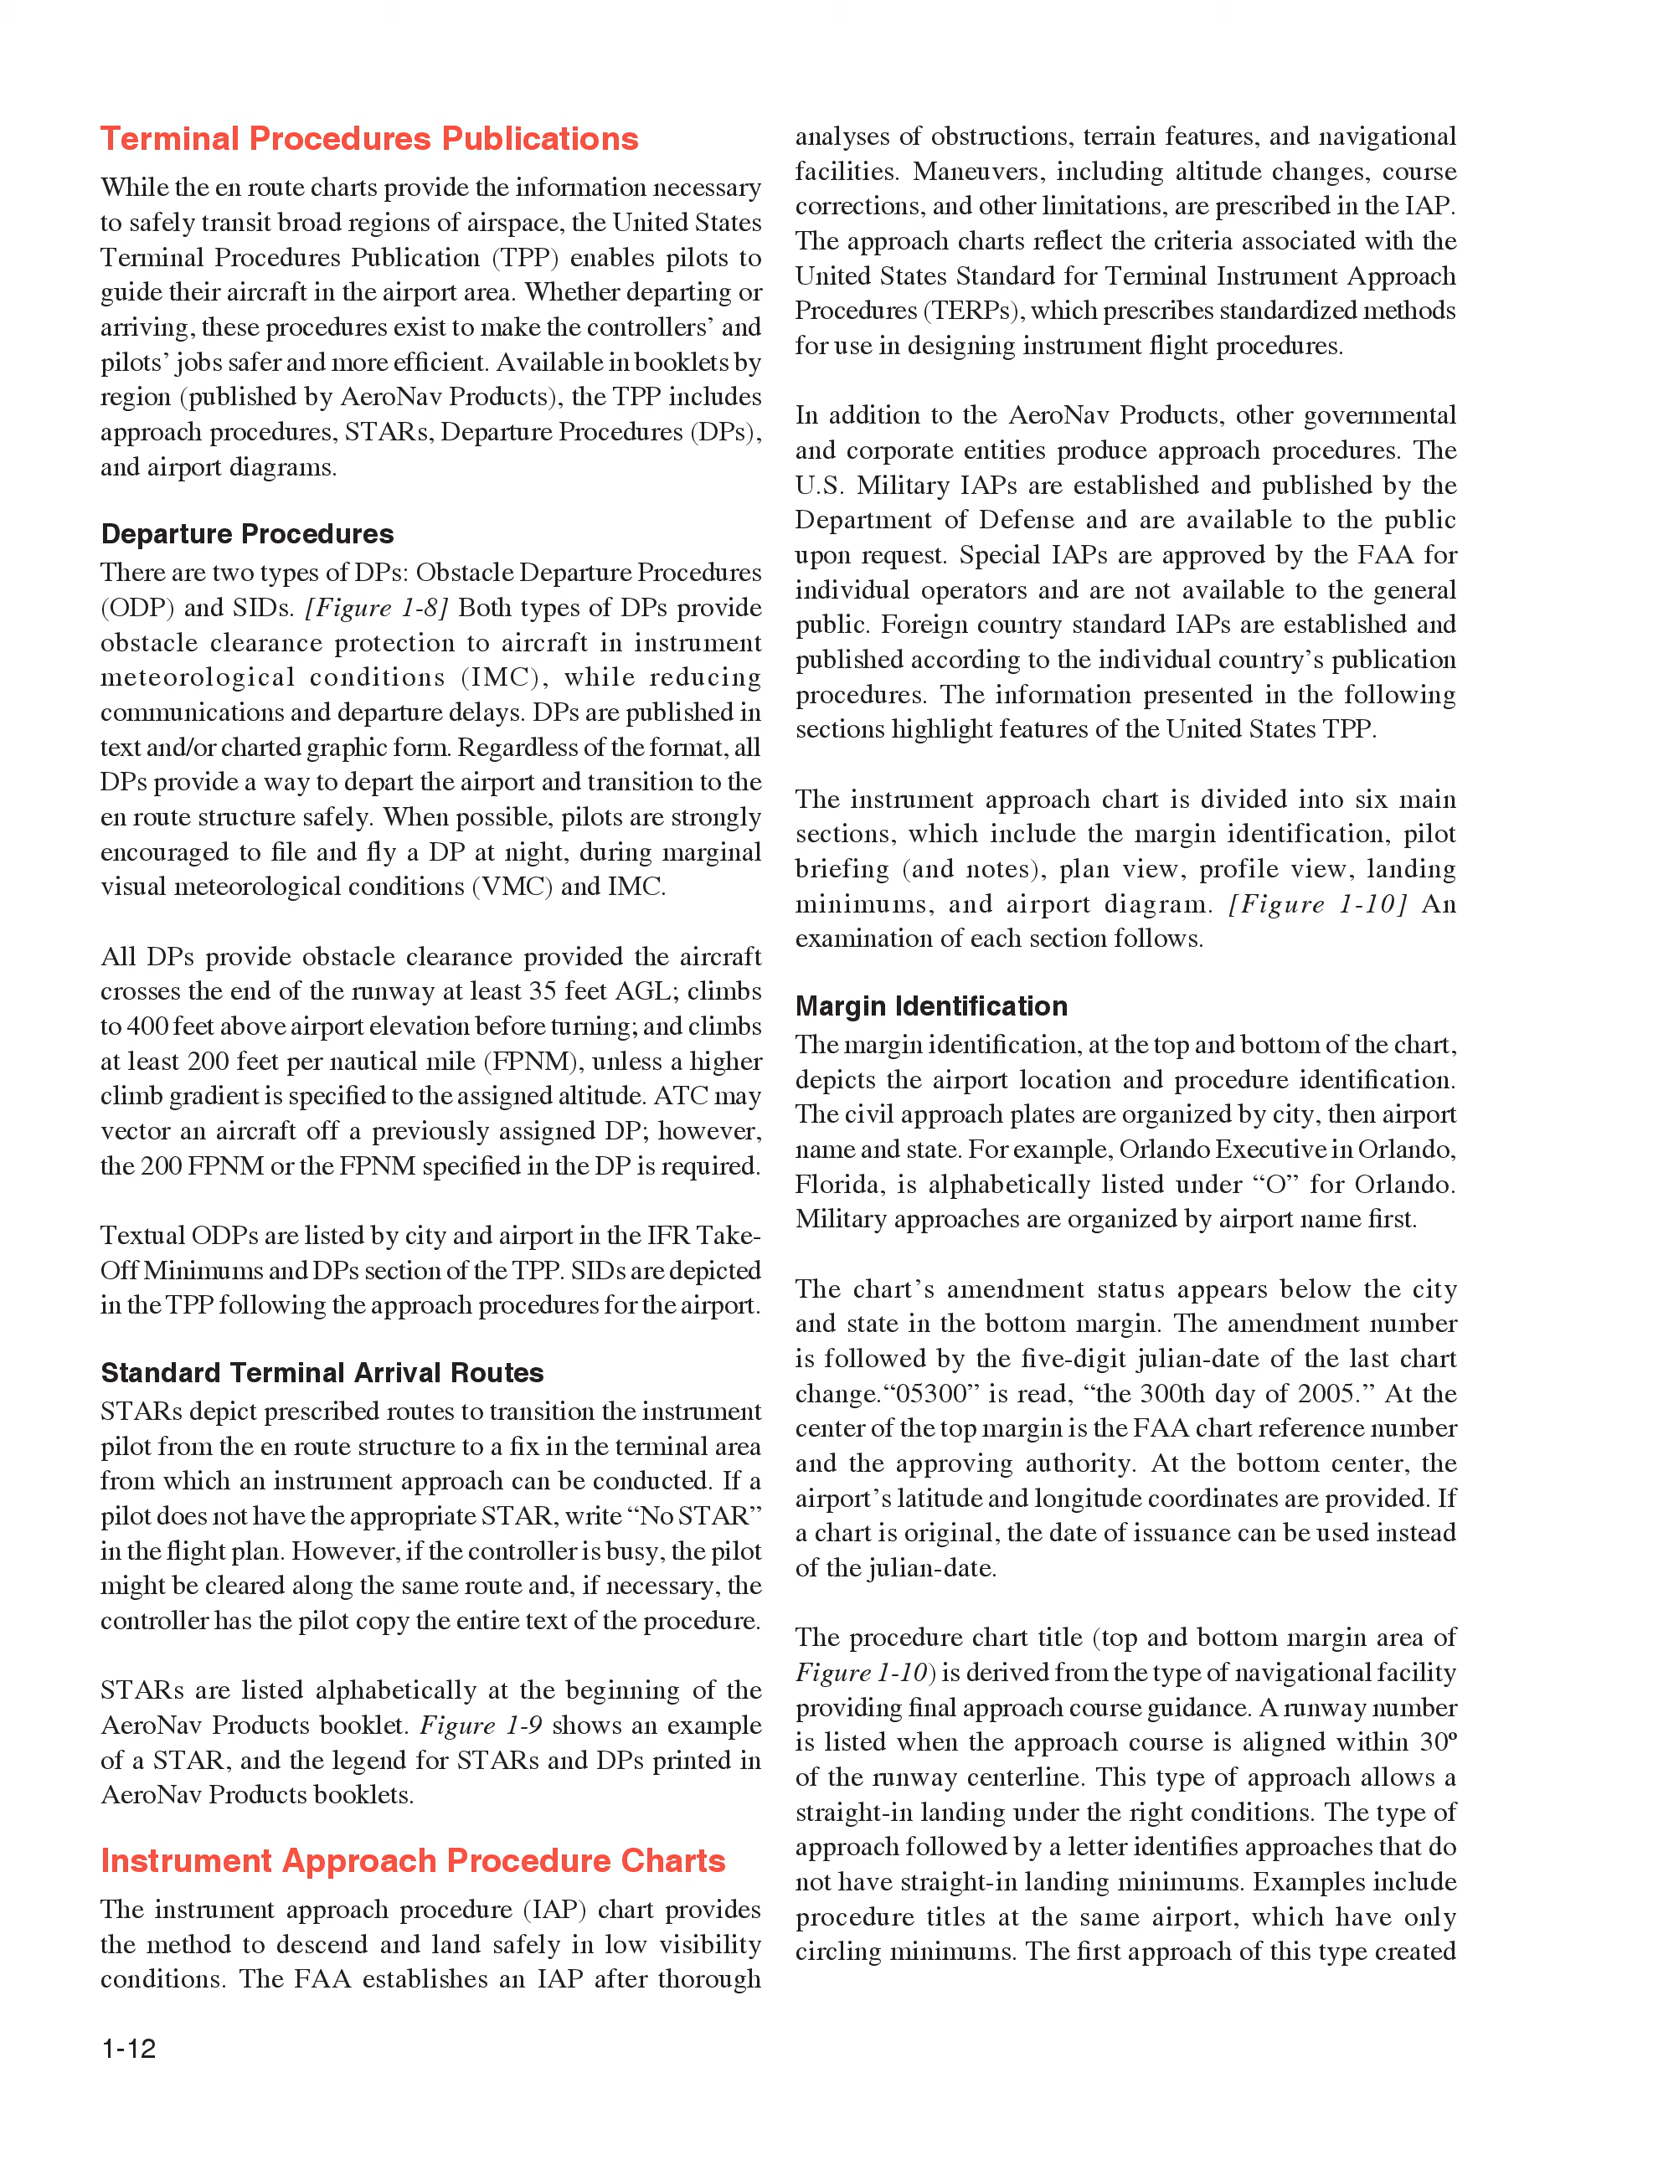 Terminal Procedures Publications
While the en route charts provide the information necessary
to safely transit broad regions of airspace, the United States
Terminal Procedures Publication (TPP) enables pilots to
guide their aircraft in the airport area. Whether departing or
arriving, these procedures exist to make the controllers’ and
pilots’ jobs safer and more efficient. Available in booklets by
region (published by AeroNav Products), the TPP includes
approach procedures, STARs, Departure Procedures (DPs),
and airport diagrams.
Departure Procedures
There are two types of DPs: Obstacle Departure Procedures
(ODP) and SIDs. [Figure 1-8] Both types of DPs provide
obstacle clearance protection to aircraft in instrument
meteorological conditions (IMC), while reducing
communications and departure delays. DPs are published in
text and/or charted graphic form. Regardless of the format, all
DPs provide a way to depart the airport and transition to the
en route structure safely. When possible, pilots are strongly
encouraged to file and fly a DP at night, during marginal
visual meteorological conditions (VMC) and IMC.
All DPs provide obstacle clearance provided the aircraft
crosses the end of the runway at least 35 feet AGL; climbs
to 400 feet above airport elevation before turning; and climbs
at least 200 feet per nautical mile (FPNM), unless a higher
climb gradient is specified to the assigned altitude. ATC may
vector an aircraft off a previously assigned DP; however,
the 200 FPNM or the FPNM specified in the DP is required.
Textual ODPs are listed by city and airport in the IFR Take-
Off Minimums and DPs section of the TPP. SIDs are depicted
in the TPP following the approach procedures for the airport.
Standard Terminal Arrival Routes
STARs depict prescribed routes to transition the instrument
pilot from the en route structure to a fix in the terminal area
from which an instrument approach can be conducted. If a
pilot does not have the appropriate STAR, write “No STAR”
in the flight plan. However, if the controller is busy, the pilot
might be cleared along the same route and, if necessary, the
controller has the pilot copy the entire text of the procedure.
STARs are listed alphabetically at the beginning of the
AeroNav Products booklet. Figure 1-9 shows an example
of a STAR, and the legend for STARs and DPs printed in
AeroNav Products booklets.
Instrument Approach Procedure Charts
The instrument approach procedure (IAP) chart provides
the method to descend and land safely in low visibility
conditions. The FAA establishes an IAP after thorough
analyses of obstructions, terrain features, and navigational
facilities. Maneuvers, including altitude changes, course
corrections, and other limitations, are prescribed in the IAP.
The approach charts reflect the criteria associated with the
United States Standard for Terminal Instrument Approach
Procedures (TERPs), which prescribes standardized methods
for use in designing instrument flight procedures.
In addition to the AeroNav Products, other governmental
and corporate entities produce approach procedures. The
U.S. Military IAPs are established and published by the
Department of Defense and are available to the public
upon request. Special IAPs are approved by the FAA for
individual operators and are not available to the general
public. Foreign country standard IAPs are established and
published according to the individual country’s publication
procedures. The information presented in the following
sections highlight features of the United States TPP.
The instrument approach chart is divided into six main
sections, which include the margin identification, pilot
briefing (and notes), plan view, profile view, landing
minimums, and airport diagram. [Figure 1-10] An
examination of each section follows.
Margin Identification
The margin identification, at the top and bottom of the chart,
depicts the airport location and procedure identification.
The civil approach plates are organized by city, then airport
name and state. For example, Orlando Executive in Orlando,
Florida, is alphabetically listed under “O” for Orlando.
Military approaches are organized by airport name first.
The chart’s amendment status appears below the city
and state in the bottom margin. The amendment number
is followed by the five-digit julian-date of the last chart
change.“05300” is read, “the 300th day of 2005.” At the
center of the top margin is the FAA chart reference number
and the approving authority. At the bottom center, the
airport’s latitude and longitude coordinates are provided. If
a chart is original, the date of issuance can be used instead
of the julian-date.
The procedure chart title (top and bottom margin area of
Figure 1-10) is derived from the type of navigational facility
providing final approach course guidance. A runway number
is listed when the approach course is aligned within 30º
of the runway centerline. This type of approach allows a
straight-in landing under the right conditions. The type of
approach followed by a letter identifies approaches that do
not have straight-in landing minimums. Examples include
procedure titles at the same airport, which have only
circling minimums. The first approach of this type created
1-12